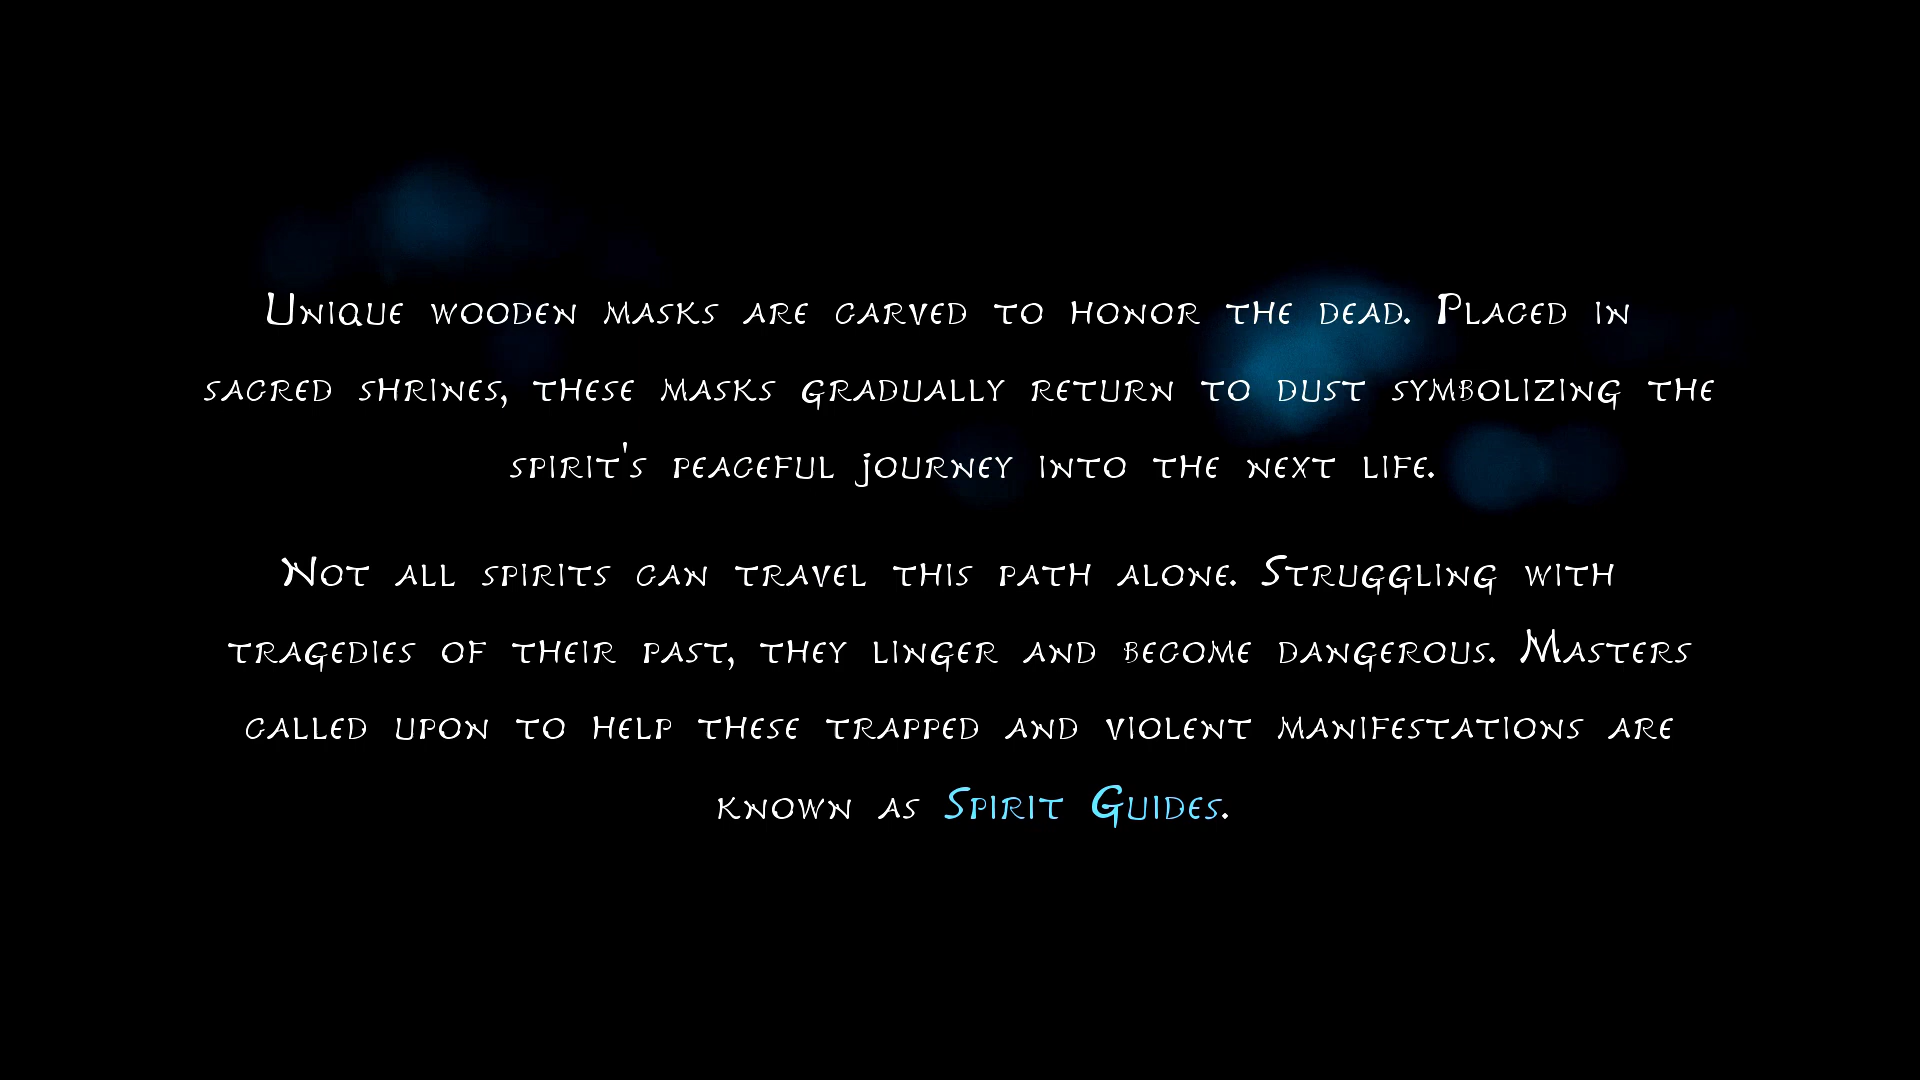 Unique wooden masks are carved to honor the dead. Placed in
sacred shrines, these masks gradually return to dust symbolizing the
spirit's peaceful journey into the next life.
Not all spirits can travel this path alone. Struggling with
tragedies of their past, they linger and become dangerous. Masters
called upon to help these trapped and violent manifestations are
known as Spirit Guides.